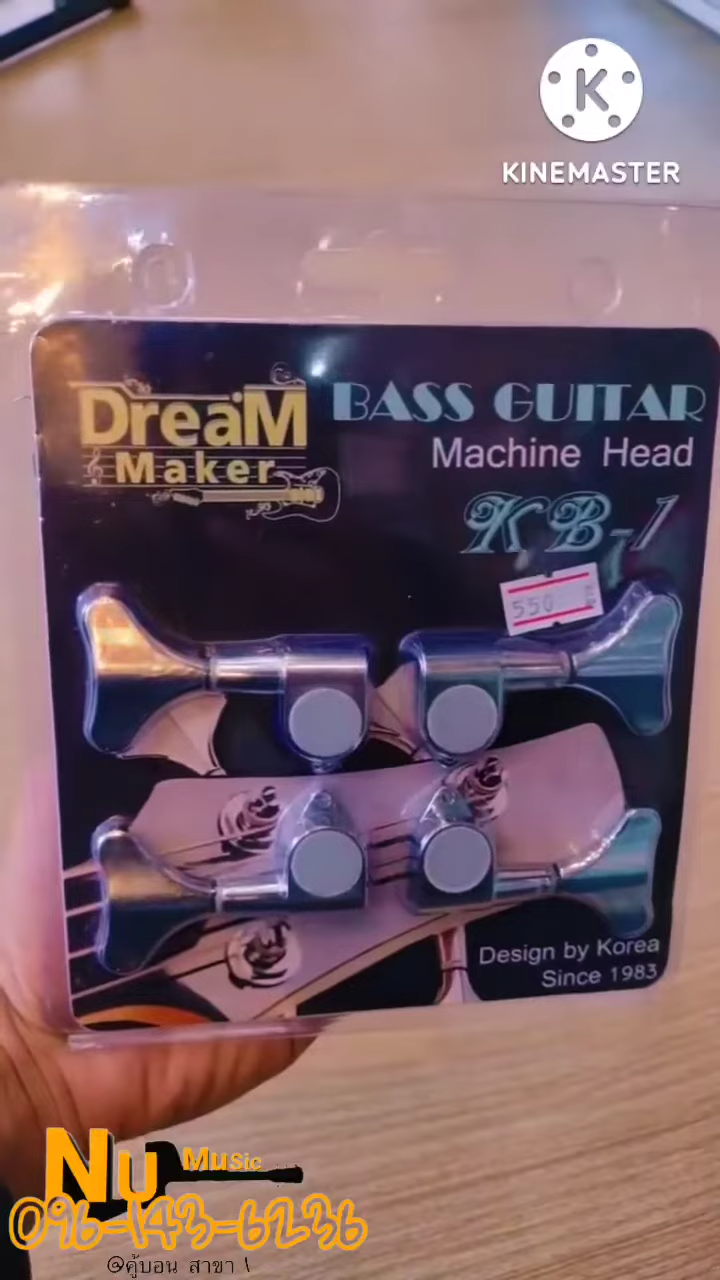 K
KINEMASTER
DreaM
Maker
BASS GUITAR
Machine Head
KB-1
550
Design by Korea
Since 1983
Nu Music
096-143-6236
@คู้บอน สาขา 1